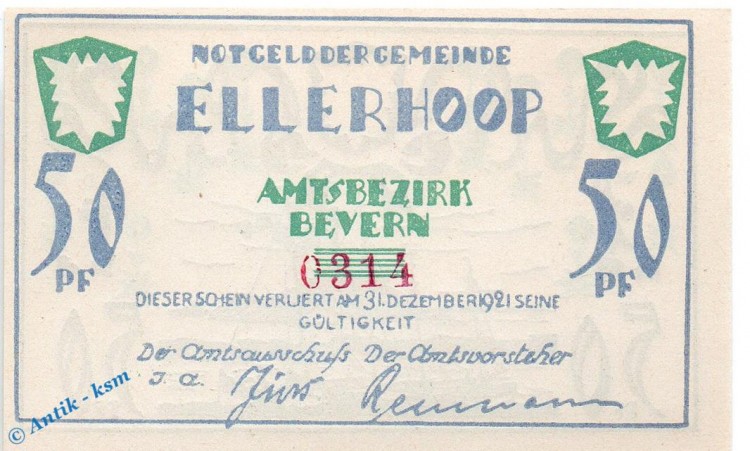 NOTGELD DER GEMEINDE
ELLERHOOP
50 PF
50 PF
AMTSBEZIRK
BEVERN
0314
DIESER SCHEIN VERLIERT AM 31. DEZEMBER 1921 SEINE
GÜLTIGKEIT
Der Amtsausschuß Der Amtsvorsteher
I. A.
© Antik - ksm